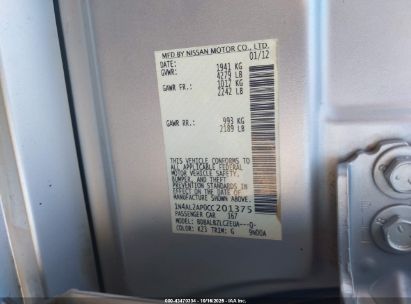 MFD BY NISSAN MOTOR CO., LTD.
DATE: 01/12
GVWR: 1941 KG
4279 LB
GAWR FR: 1017 KG
2242 LB
GAWR RR: 993 KG
2189 LB
THIS VEHICLE CONFORMS TO
ALL APPLICABLE FEDERAL
MOTOR VEHICLE SAFETY,
BUMPER, AND THEFT
PREVENTION STANDARDS
IN EFFECT ON THE DATE OF
MANUFACTURE SHOWN ABOVE.
1N4AL2AP0CC201375
PASSENGER CAR 167
MODEL:
COLOR: K23 TRIM: G